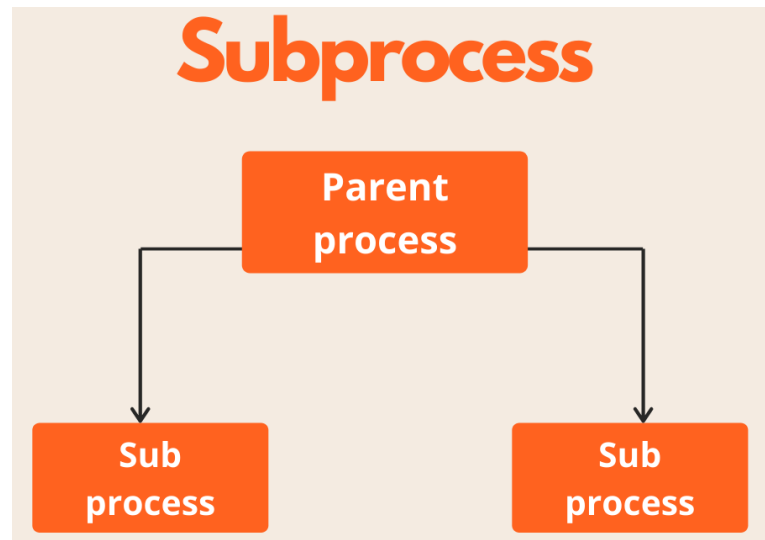 Subprocess
Parent
process
Sub
process
Sub
process